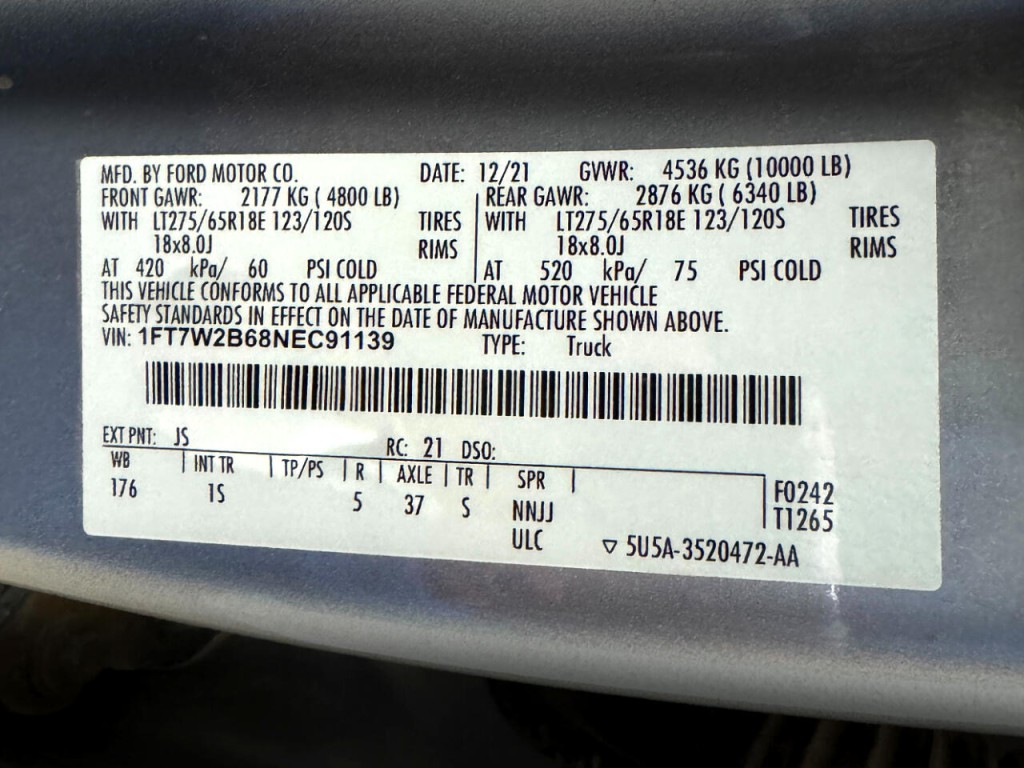 MFD. BY FORD MOTOR CO. DATE: 12/21 GVWR: 4536 KG (10000 LB)
FRONT GAWR: 2177 KG ( 4800 LB) REAR GAWR: 2876 KG ( 6340 LB)
WITH LT275/65R18E 123/120S TIRES WITH LT275/65R18E 123/120S TIRES
18x8.0J RIMS 18x8.0J RIMS
AT 420 kPa/ 60 PSI COLD AT 520 kPa/ 75 PSI COLD
THIS VEHICLE CONFORMS TO ALL APPLICABLE FEDERAL MOTOR VEHICLE
SAFETY STANDARDS IN EFFECT ON THE DATE OF MANUFACTURE SHOWN ABOVE.
VIN: 1FT7W2B68NEC91139 TYPE: Truck
EXT PNT: JS RC: 21 DSO:
WB INT TR TP/PS R AXLE TR SPR
176 1S 5 37 S NNJJ F0242
ULC T1265
▽ 5U5A-3520472-AA